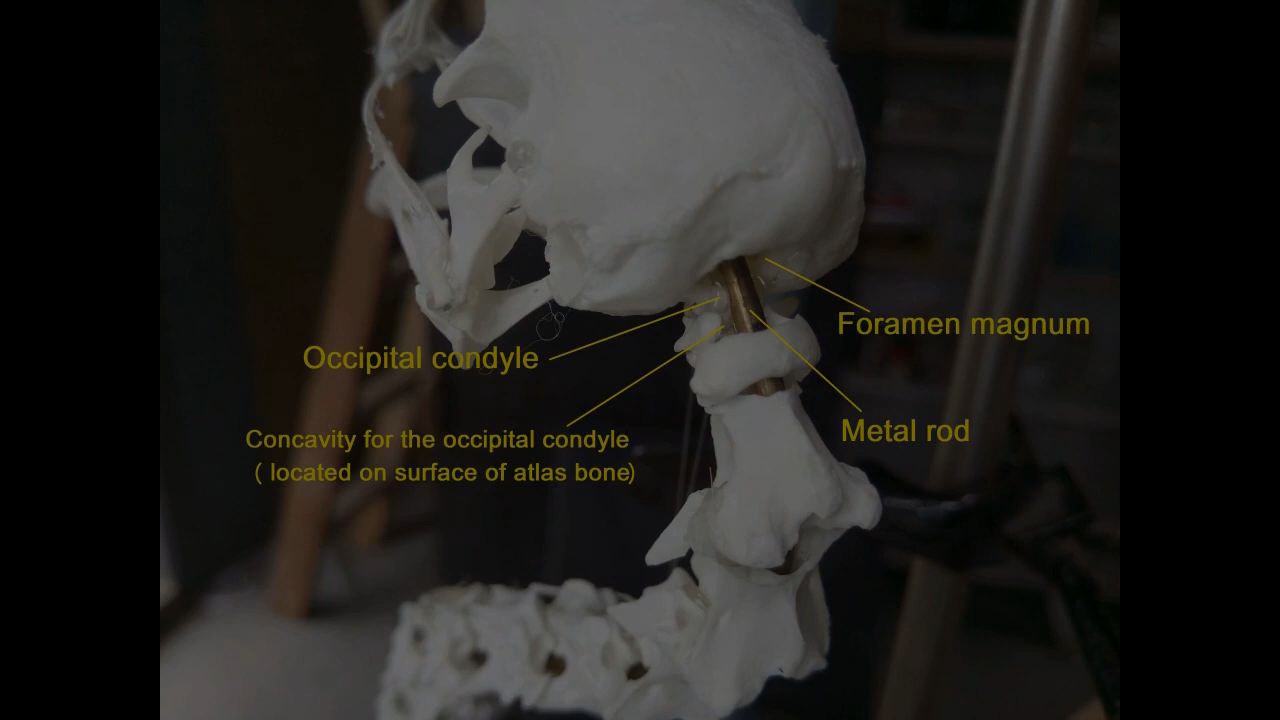 Foramen magnum
Occipital condyle
Metal rod
Concavity for the occipital condyle
( located on surface of atlas bone)